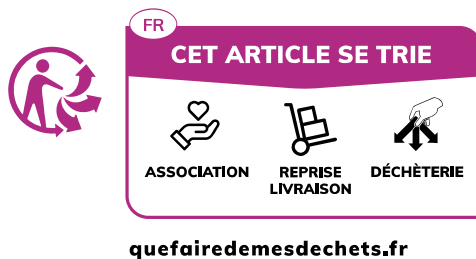 FR
CET ARTICLE SE TRIE
ASSOCIATION
REPRISE
LIVRAISON
DÉCHÈTERIE
quefairedemesdechets.fr